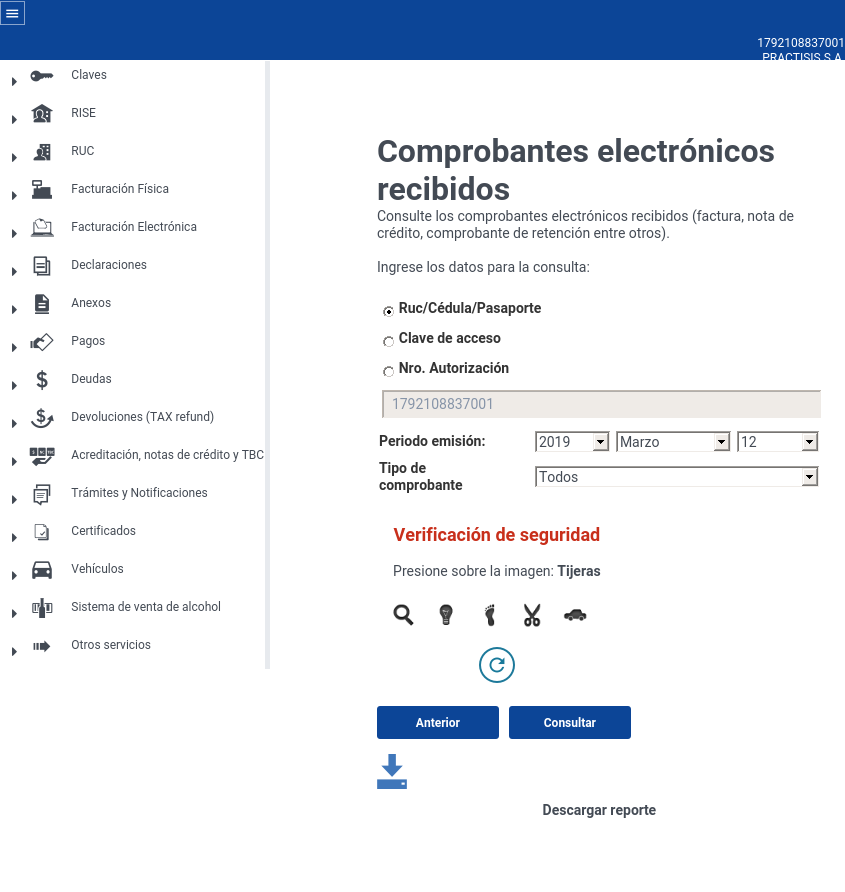 1792108837001
PRACTISIS S.A.
Claves
RISE
RUC
Facturación Física
Facturación Electrónica
Declaraciones
Anexos
Pagos
Deudas
Devoluciones (TAX refund)
Acreditación, notas de crédito y TBC
Trámites y Notificaciones
Certificados
Vehículos
Sistema de venta de alcohol
Otros servicios
Comprobantes electrónicos
recibidos
Consulte los comprobantes electrónicos recibidos (factura, nota de
crédito, comprobante de retención entre otros).
Ingrese los datos para la consulta:
Ruc/Cédula/Pasaporte
Clave de acceso
Nro. Autorización
1792108837001
Periodo emisión: 2019 Marzo 12
Tipo de
comprobante Todos
Verificación de seguridad
Presione sobre la imagen: Tijeras
Anterior Consultar
Descargar reporte